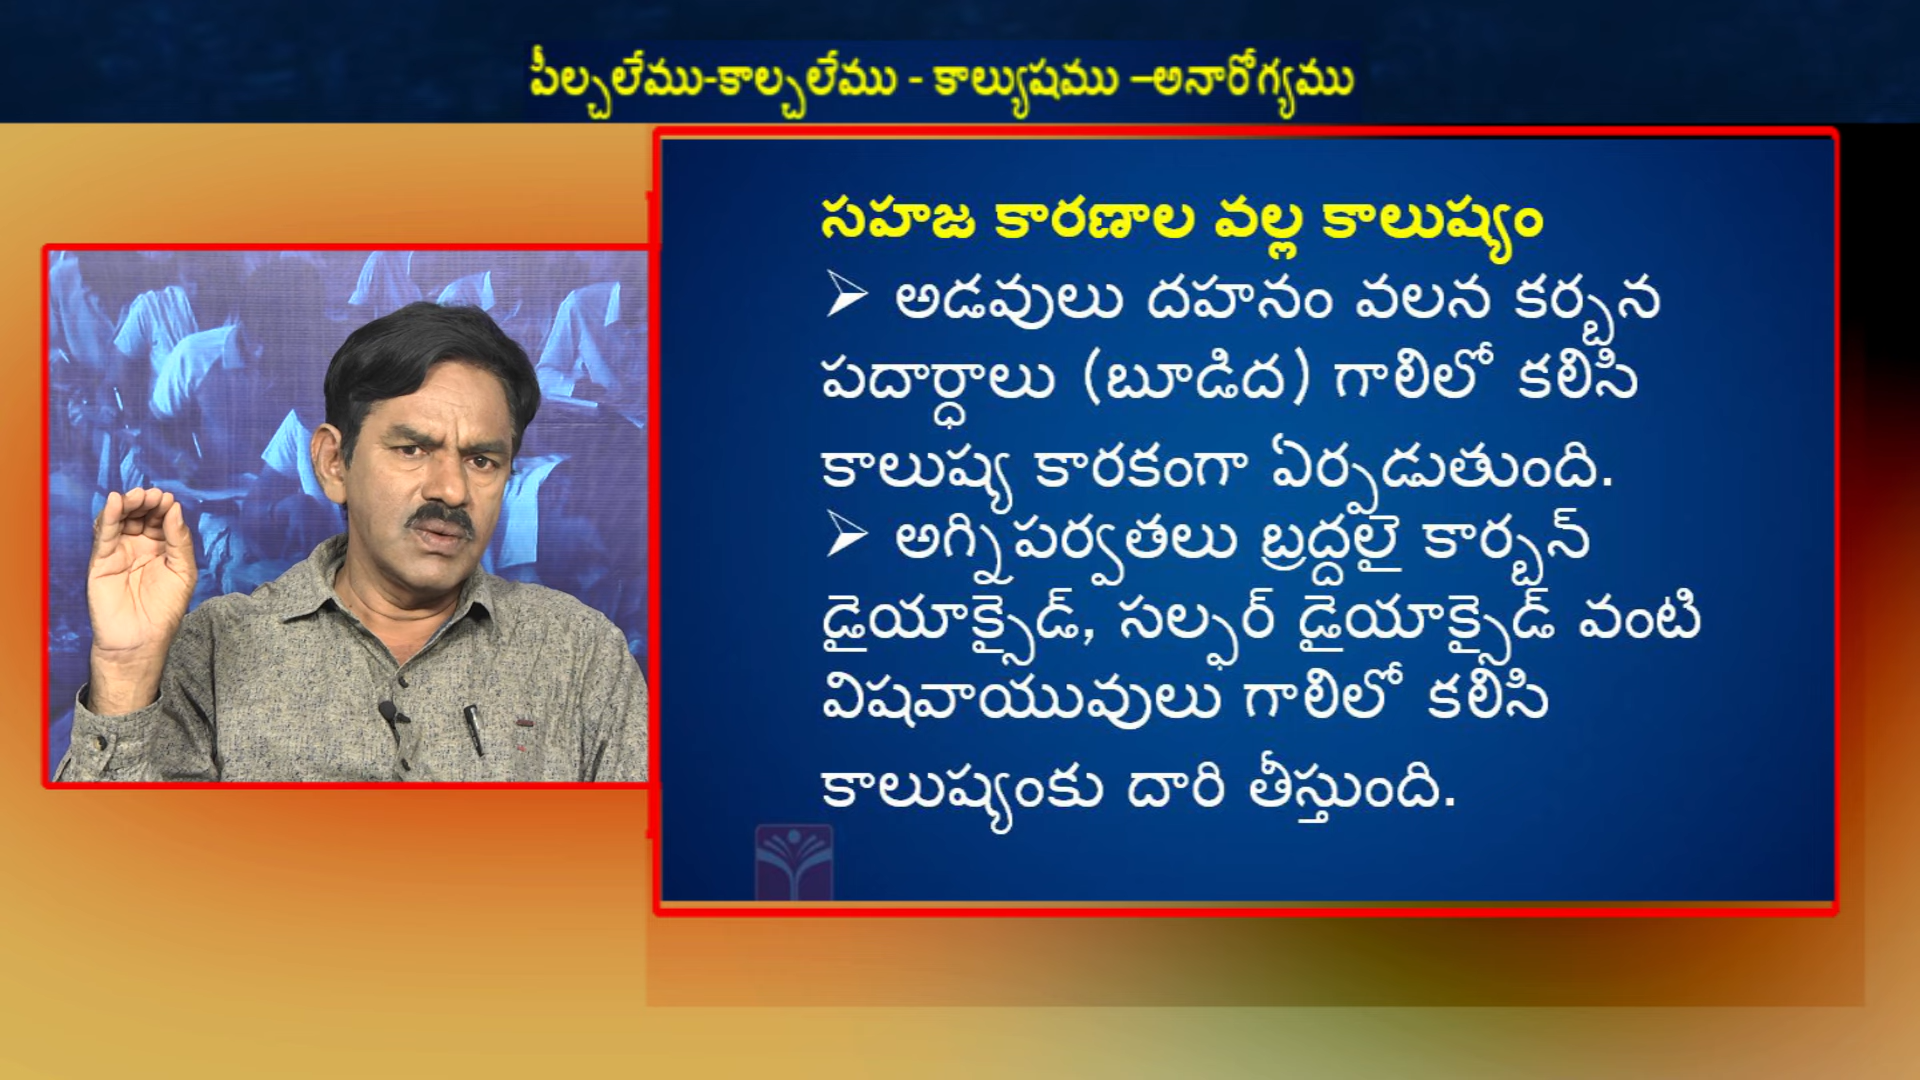 పీల్చలేము-కాల్చలేము - కాల్యుషము –అనారోగ్యము
సహజ కారణాల వల్ల కాలుష్యం
➢ అడవులు దహనం వలన కర్బన
పదార్ధాలు (బూడిద) గాలిలో కలిసి
కాలుష్య కారకంగా ఏర్పడుతుంది.
➢ అగ్నిపర్వతలు బ్రద్దలై కార్బన్
డైయాక్సైడ్, సల్ఫర్ డైయాక్సైడ్ వంటి
విషవాయువులు గాలిలో కలిసి
కాలుష్యంకు దారి తీస్తుంది.